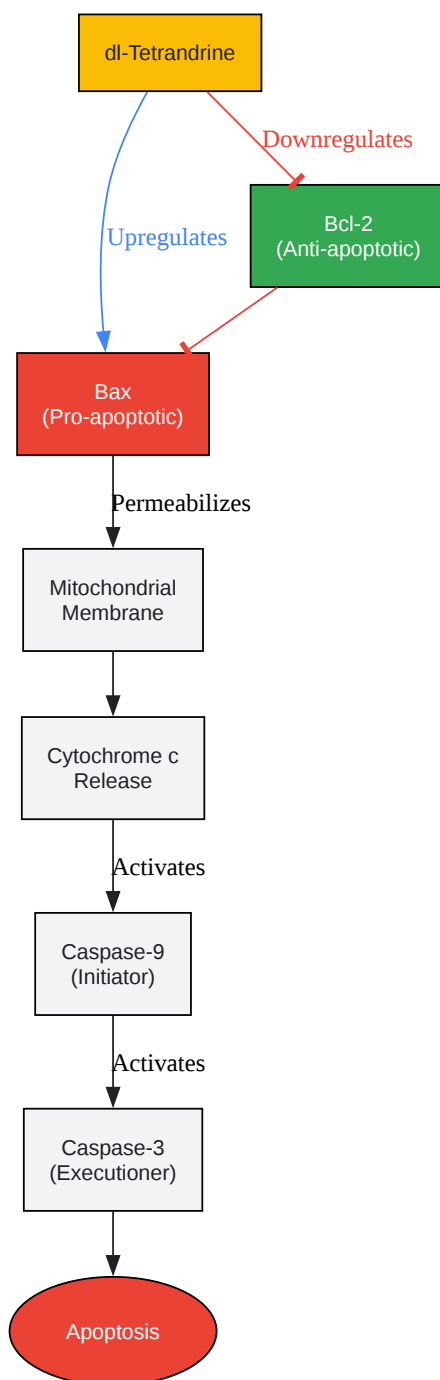 dl-Tetrandrine
Downregulates
Bcl-2
(Anti-apoptotic)
Upregulates
Bax
(Pro-apoptotic)
Permeabilizes
Mitochondrial
Membrane
Cytochrome c
Release
Activates
Caspase-9
(Initiator)
Activates
Caspase-3
(Executioner)
Apoptosis